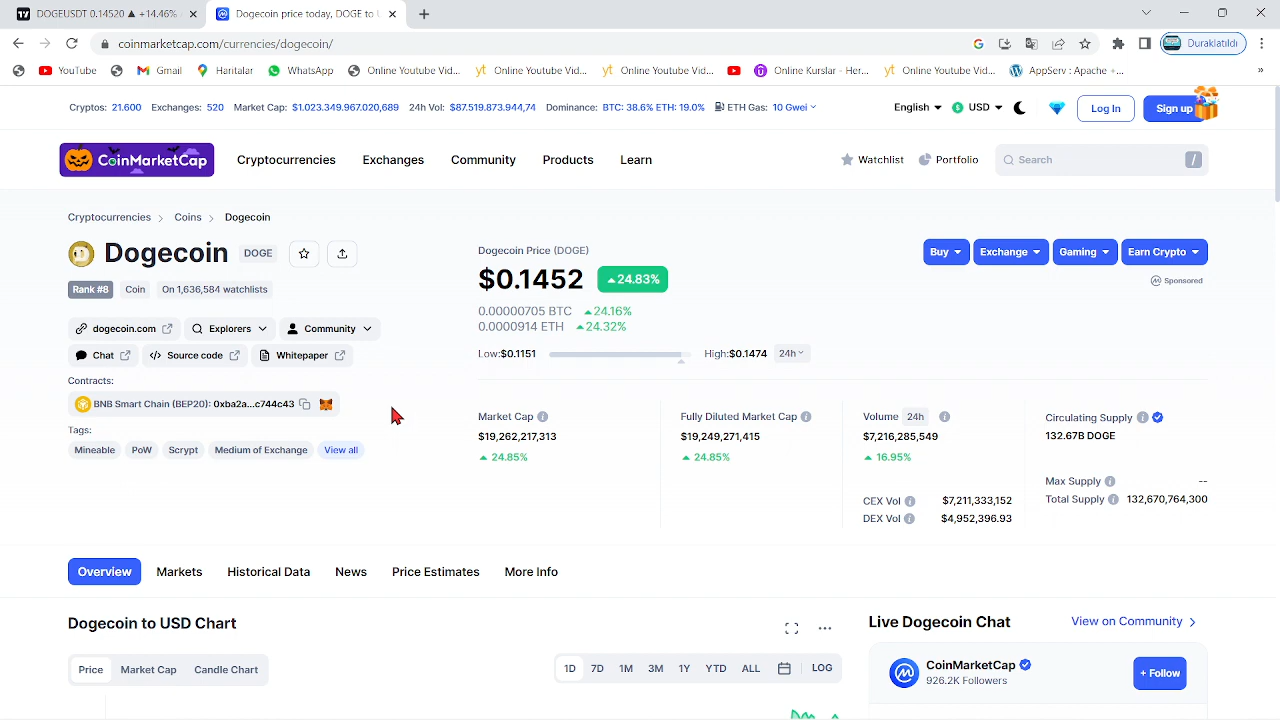 DOGEUSDT 0.14520 ▲ +14.46%
Dogecoin price today, DOGE to U
coinmarketcap.com/currencies/dogecoin/
Duraklatıldı
YouTube Gmail Haritalar WhatsApp Online Youtube Vid... Online Youtube Vid... Online Youtube Vid... Online Kurslar - Her... Online Youtube Vid... AppServ : Apache +... »
Cryptos: 21.600 Exchanges: 520 Market Cap: $1.023.349.967.020,689 24h Vol: $87.519.873.944,74 Dominance: BTC: 38.6% ETH: 19.0% ETH Gas: 10 Gwei
English USD Log In Sign up
CoinMarketCap Cryptocurrencies Exchanges Community Products Learn Watchlist Portfolio Search /
Cryptocurrencies > Coins > Dogecoin
Dogecoin DOGE
Rank #8 Coin On 1,636,584 watchlists
dogecoin.com Explorers Community
Chat Source code Whitepaper
Contracts:
BNB Smart Chain (BEP20): 0xba2a...c744c43
Tags:
Mineable PoW Scrypt Medium of Exchange View all
Dogecoin Price (DOGE)
$0.1452 24.83%
0.00000705 BTC 24.16%
0.0000914 ETH 24.32%
Low:$0.1151 High:$0.1474 24h
Buy Exchange Gaming Earn Crypto
Sponsored
Market Cap
$19,262,217,313
24.85%
Fully Diluted Market Cap
$19,249,271,415
24.85%
Volume 24h
$7,216,285,549
16.95%
CEX Vol $7,211,333,152
DEX Vol $4,952,396.93
Circulating Supply
132.67B DOGE
Max Supply --
Total Supply 132,670,764,300
Overview Markets Historical Data News Price Estimates More Info
Dogecoin to USD Chart
Price Market Cap Candle Chart
1D 7D 1M 3M 1Y YTD ALL LOG
Live Dogecoin Chat View on Community >
CoinMarketCap
926.2K Followers
+ Follow